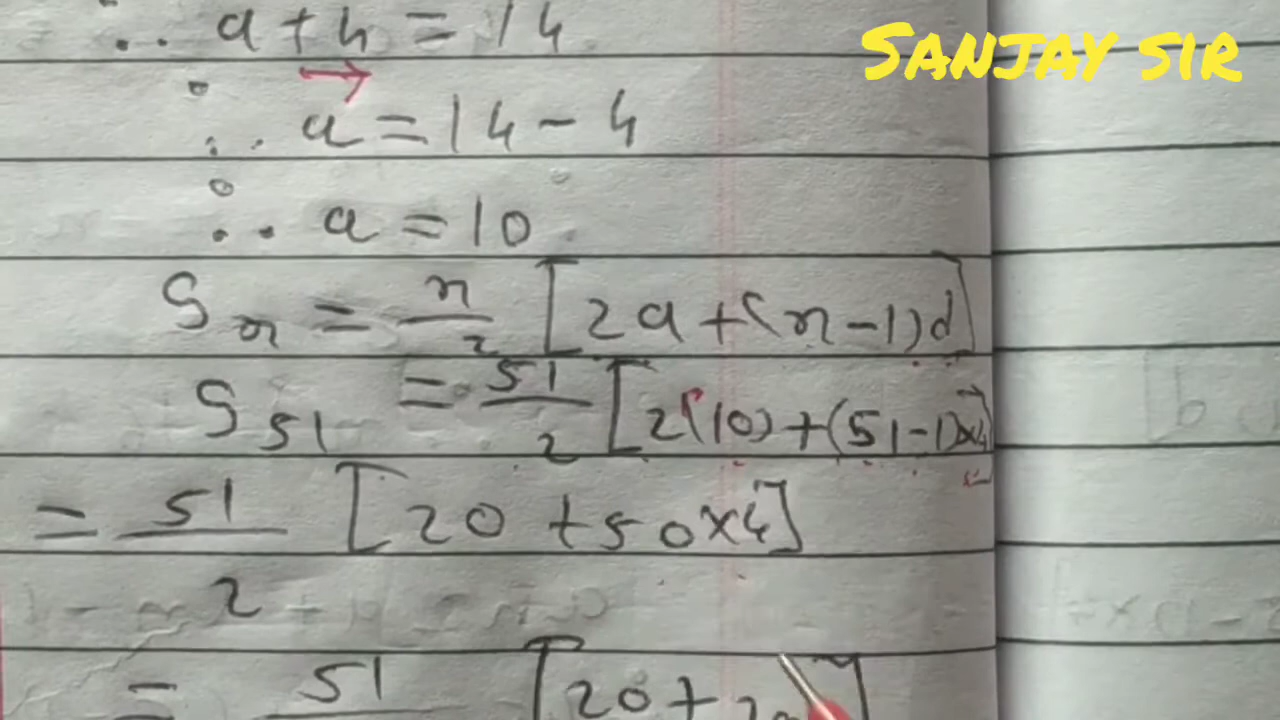 ∴ a + 4 = 14
SANJAY SIR
∴ a = 14 - 4
∴ a = 10
Sn = n/2 [2a + (n-1)d]
S51 = 51/2 [2(10) + (51-1)×4]
= 51/2 [20 + 50×4]
= 51 [20 +